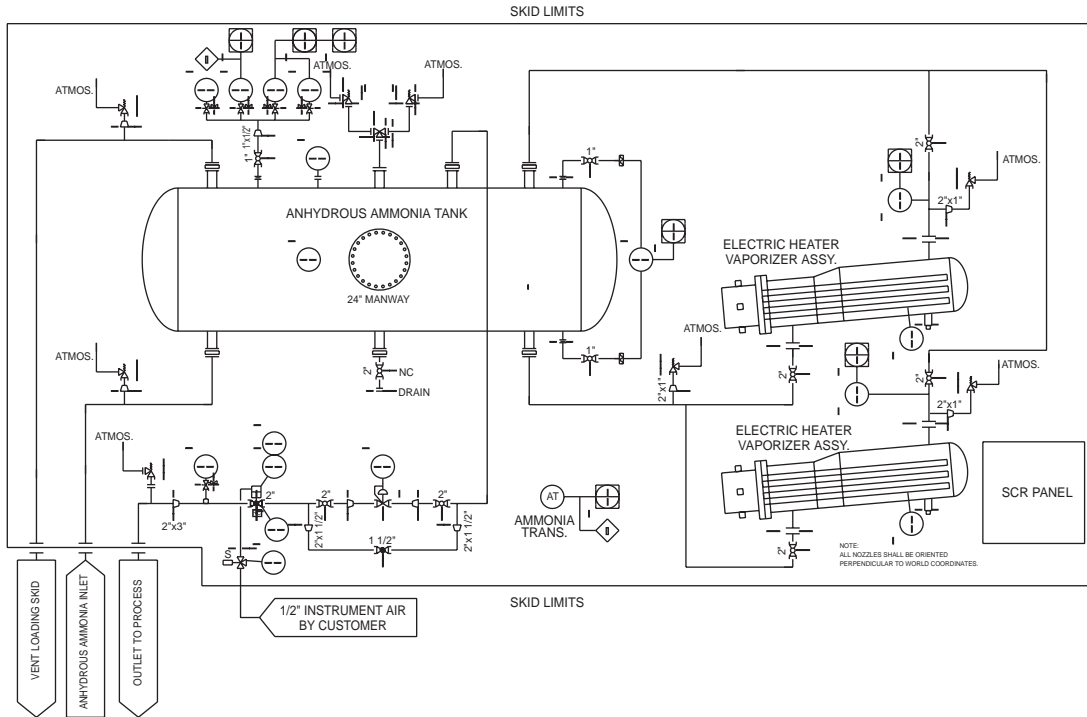 SKID LIMITS
ATMOS.
ATMOS.
ATMOS.
1"x1/2"
1"
1"
2"
ATMOS.
2"x1"
ANHYDROUS AMMONIA TANK
24" MANWAY
ELECTRIC HEATER
VAPORIZER ASSY.
1"
ATMOS.
ATMOS.
2"
NC
DRAIN
2"x1"
2"
2"
ATMOS.
2"x1"
ELECTRIC HEATER
VAPORIZER ASSY.
ATMOS.
2"x3"
2"
2"
2"
2"x1 1/2"
1 1/2"
2"x1 1/2"
S
AT
AMMONIA
TRANS.
2"
SCR PANEL
NOTE:
ALL NOZZLES SHALL BE ORIENTED
PERPENDICULAR TO WORLD COORDINATES.
SKID LIMITS
1/2" INSTRUMENT AIR
BY CUSTOMER
VENT LOADING SKID
ANHYDROUS AMMONIA INLET
OUTLET TO PROCESS